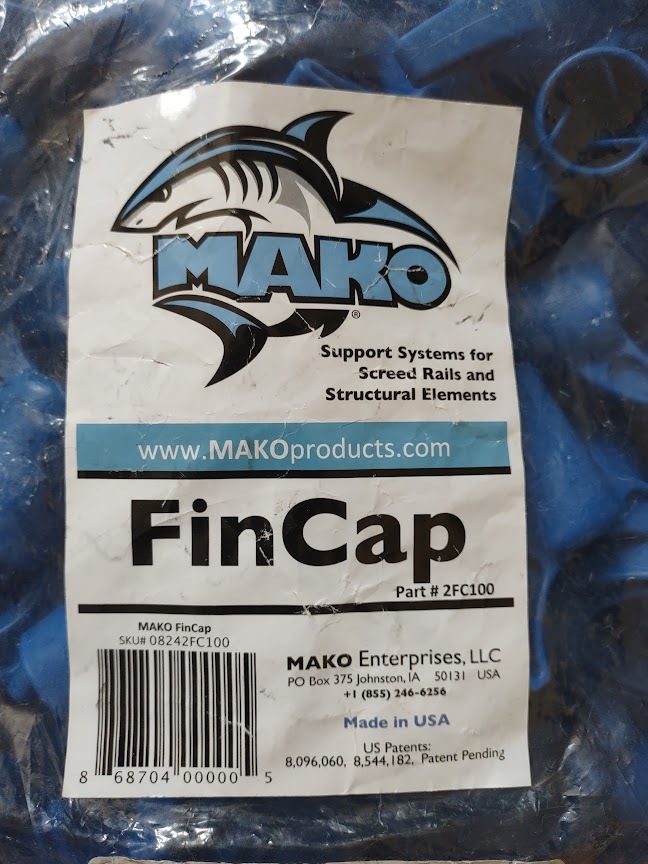 MAKO
®
Support Systems for
Screed Rails and
Structural Elements
www.MAKOproducts.com
FinCap
Part # 2FC100
MAKO FinCap
SKU# 08242FC100
8 68704 00000 5
MAKO Enterprises, LLC
PO Box 375 Johnston, IA 50131 USA
+1 (855) 246-6256
Made in USA
US Patents:
8,096,060, 8,544,182, Patent Pending